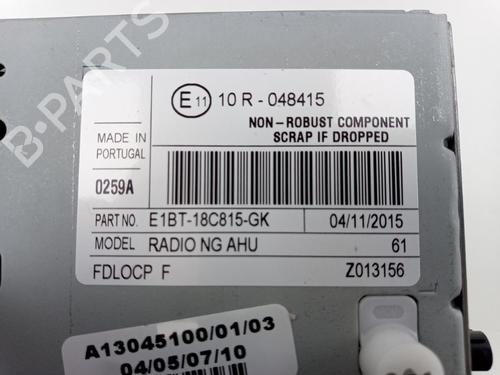 E 11 10 R - 048415
NON - ROBUST COMPONENT
SCRAP IF DROPPED
MADE IN
PORTUGAL
0259A
PART NO. E1BT-18C815-GK 04/11/2015
MODEL RADIO NG AHU 61
FDLOCP F Z013156
A13045100/01/03
04/05/07/10
B-PARTS